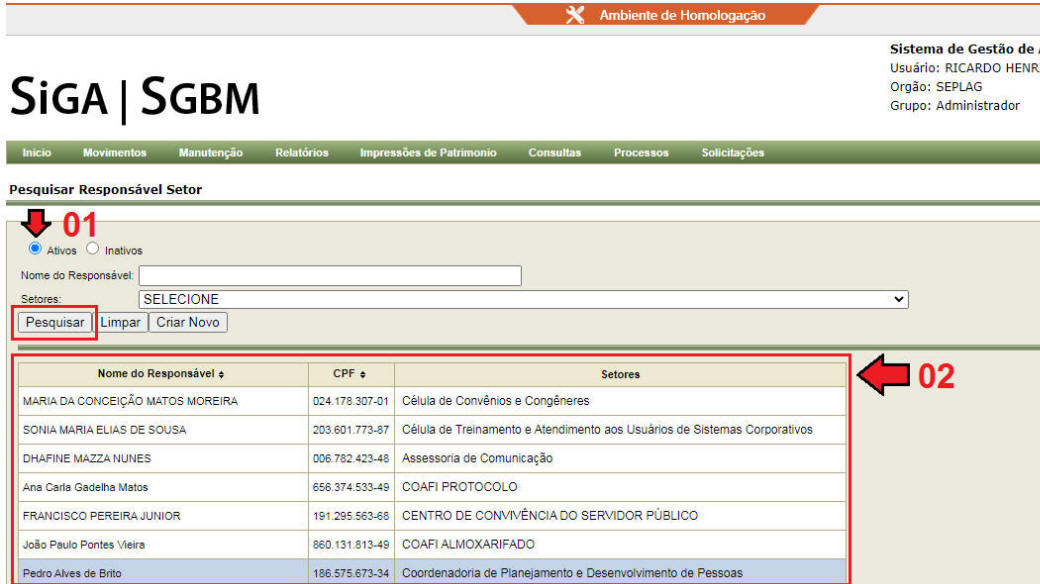 Ambiente de Homologação
Sistema de Gestão de
Usuário: RICARDO HENR
Orgão: SEPLAG
Grupo: Administrador
SiGA | SGBM
Inicio Movimentos Manutenção Relatórios Impressões de Patrimonio Consultas Processos Solicitações
Pesquisar Responsável Setor
01
Ativos Inativos
Nome do Responsável:
Setores: SELECIONE
Pesquisar Limpar Criar Novo
02
Nome do Responsável CPF Setores
MARIA DA CONCEIÇÃO MATOS MOREIRA 024.178.307-01 Célula de Convênios e Congêneres
SONIA MARIA ELIAS DE SOUSA 203.601.773-87 Célula de Treinamento e Atendimento aos Usuários de Sistemas Corporativos
DHAFINE MAZZA NUNES 006.782.423-48 Assessoria de Comunicação
Ana Carla Gadelha Matos 656.374.533-49 COAFI PROTOCOLO
FRANCISCO PEREIRA JUNIOR 191.295.563-68 CENTRO DE CONVIVÊNCIA DO SERVIDOR PÚBLICO
João Paulo Pontes Vieira 860.131.813-49 COAFI ALMOXARIFADO
Pedro Alves de Brito 186.575.673-34 Coordenadoria de Planejamento e Desenvolvimento de Pessoas